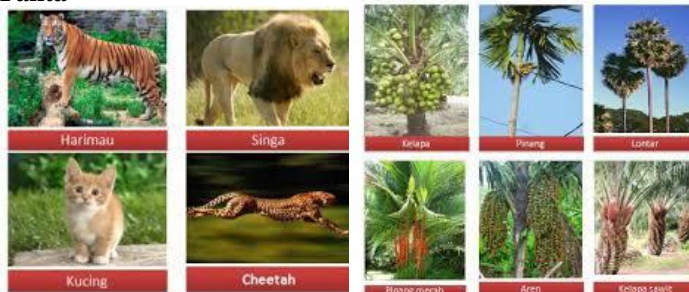 Harimau
Singa
Kucing
Cheetah
Kelapa
Pinang
Lontar
Pinang merah
Aren
Kelapa sawit